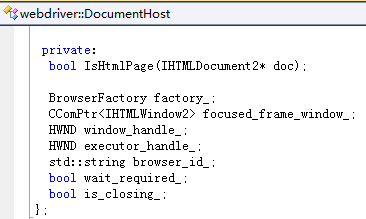 webdriver::DocumentHost
private:
bool IsHtmlPage(IHTMLDocument2* doc);
BrowserFactory factory_;
CComPtr<IHTMLWindow2> focused_frame_window_;
HWND window_handle_;
HWND executor_handle_;
std::string browser_id_;
bool wait_required_;
bool is_closing_;
};